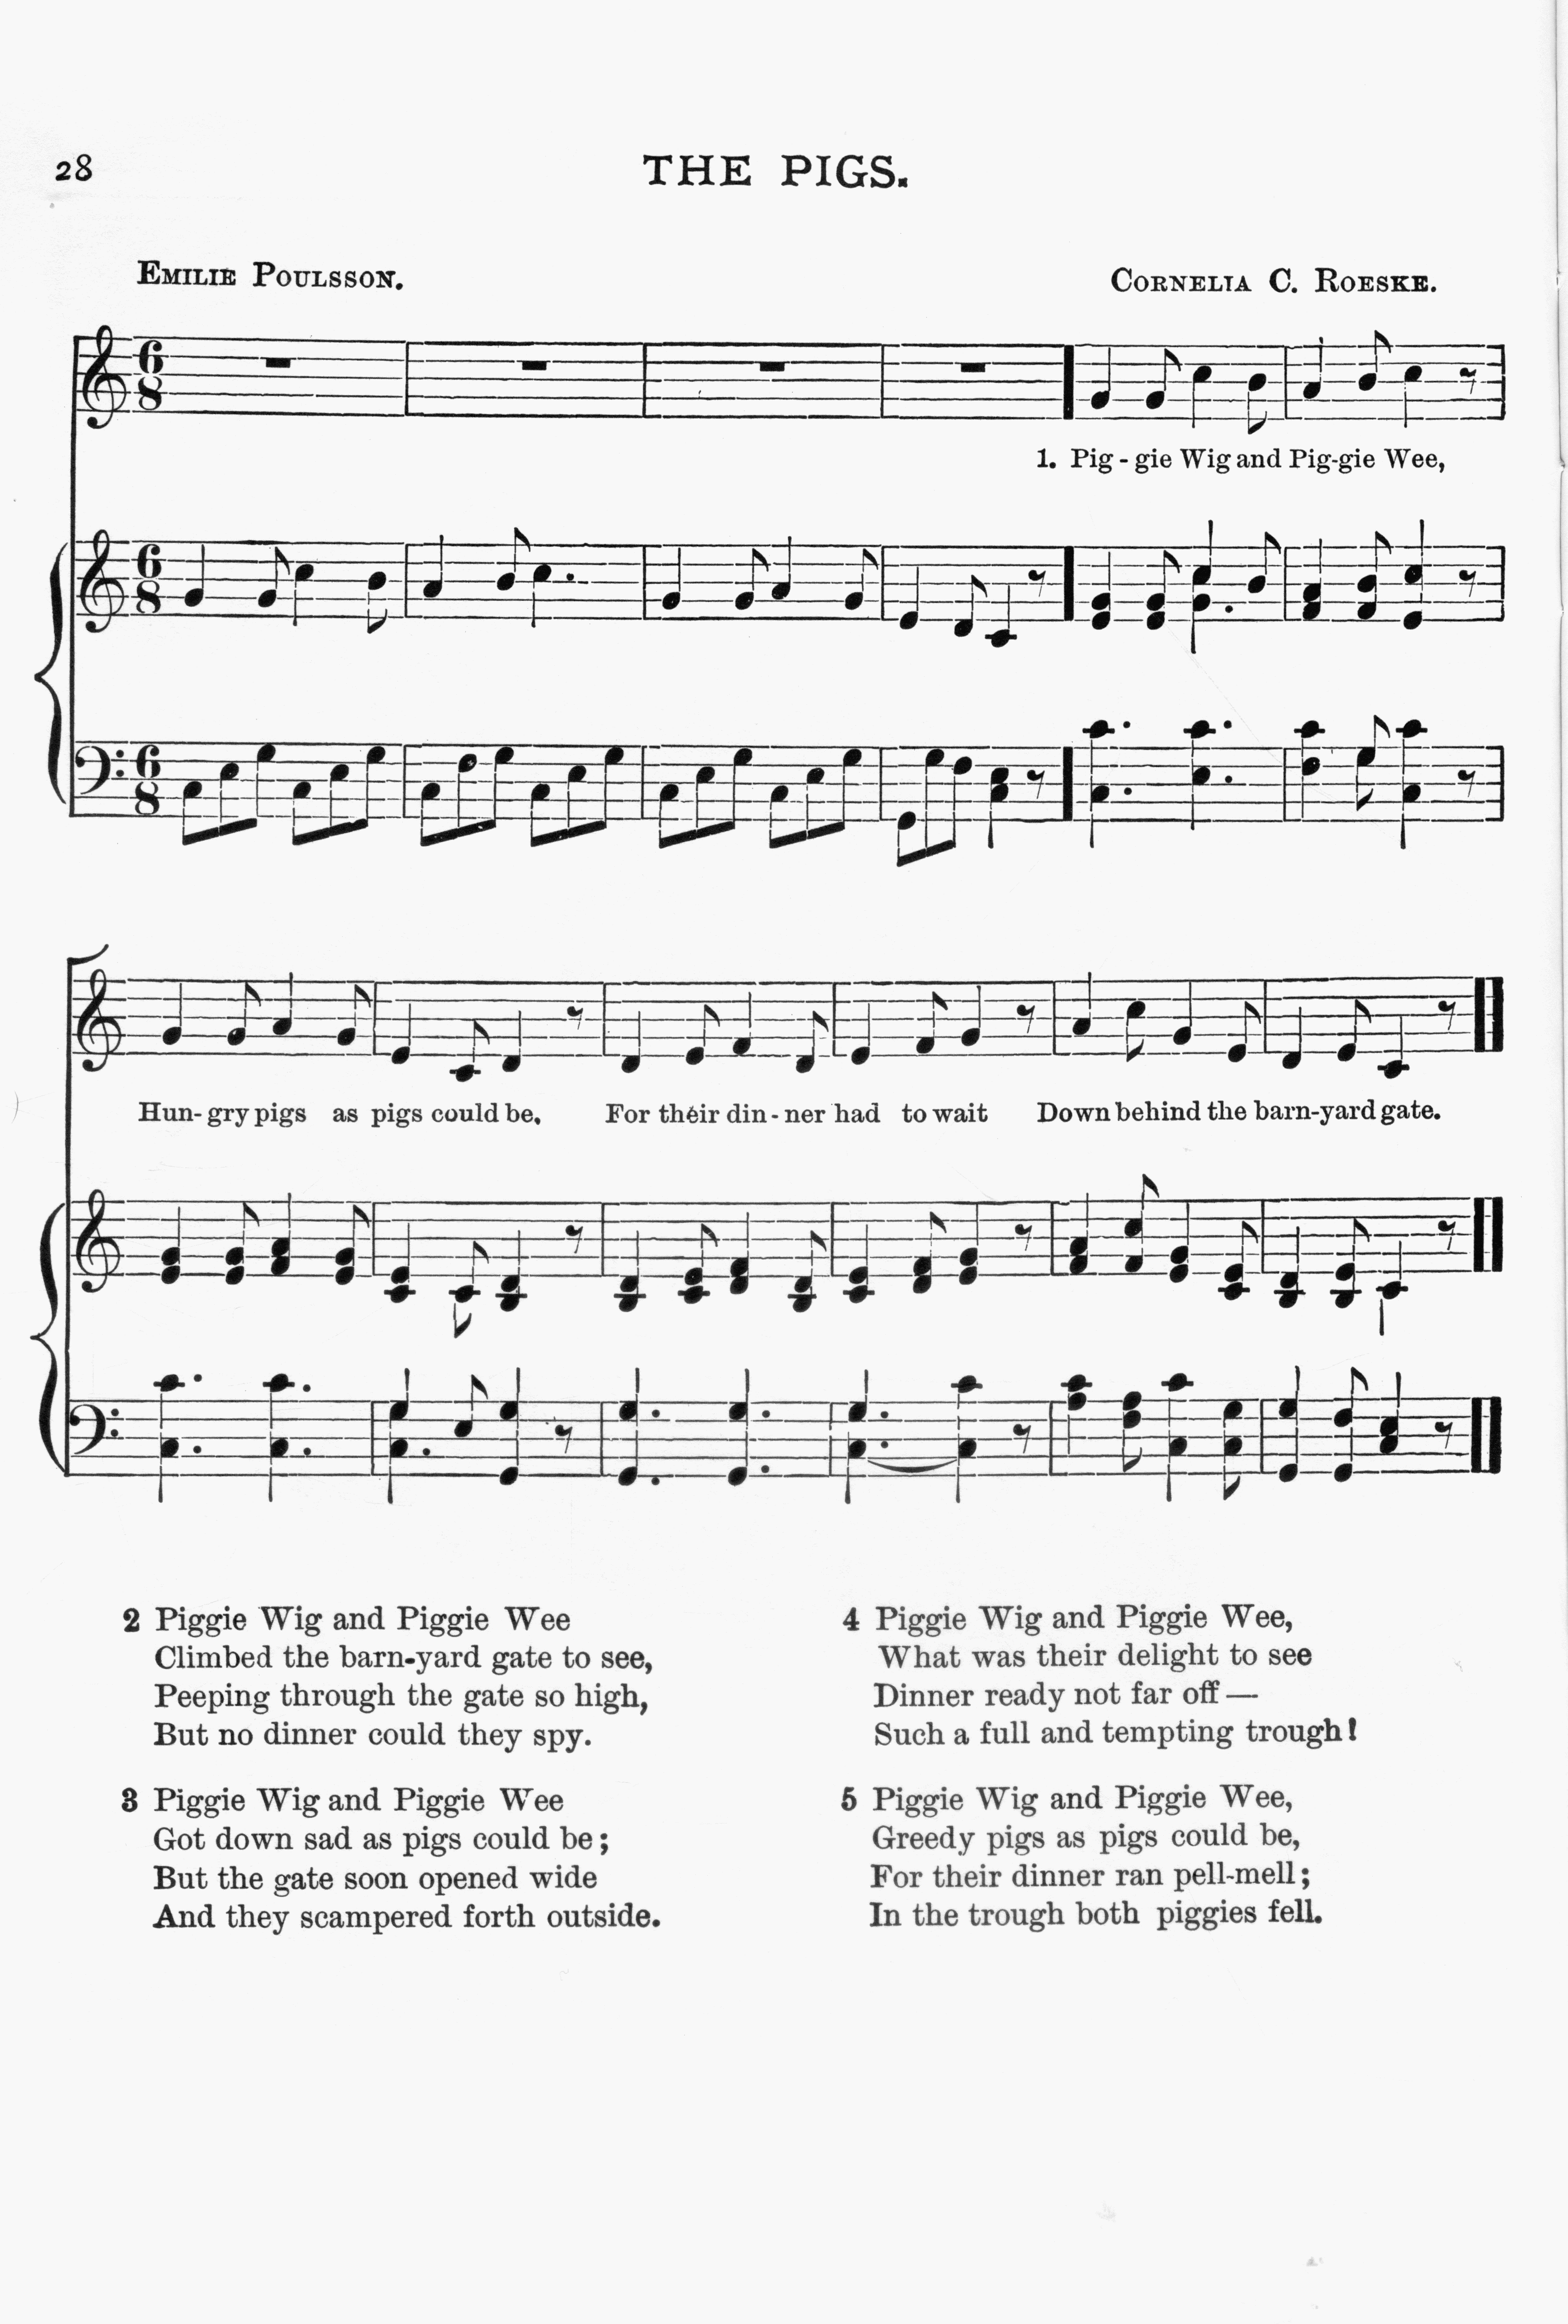 28
THE PIGS.
EMILIE POULSSON.
CORNELIA C. ROESKE.
6
8
1. Pig - gie Wig and Pig-gie Wee,
6
8
6
8
Hun- gry pigs as pigs could be, For their din - ner had to wait Down behind the barn-yard gate.
2 Piggie Wig and Piggie Wee
Climbed the barn-yard gate to see,
Peeping through the gate so high,
But no dinner could they spy.
3 Piggie Wig and Piggie Wee
Got down sad as pigs could be;
But the gate soon opened wide
And they scampered forth outside.
4 Piggie Wig and Piggie Wee,
What was their delight to see
Dinner ready not far off —
Such a full and tempting trough!
5 Piggie Wig and Piggie Wee,
Greedy pigs as pigs could be,
For their dinner ran pell-mell;
In the trough both piggies fell.